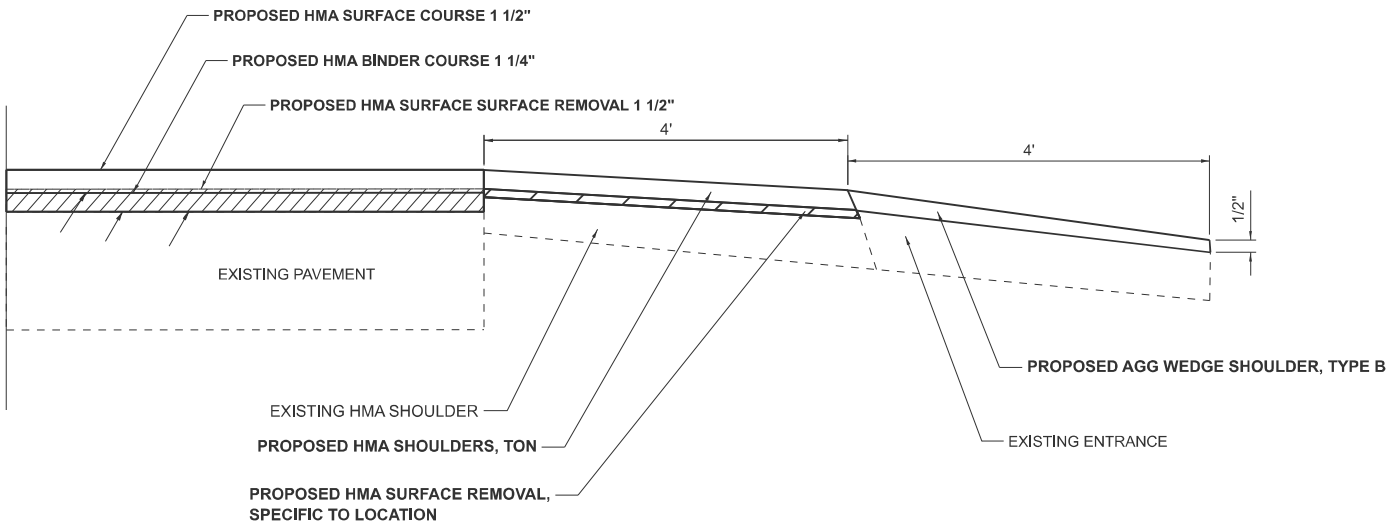 PROPOSED HMA SURFACE COURSE 1 1/2"
PROPOSED HMA BINDER COURSE 1 1/4"
PROPOSED HMA SURFACE SURFACE REMOVAL 1 1/2"
4'
4'
1/2"
EXISTING PAVEMENT
PROPOSED AGG WEDGE SHOULDER, TYPE B
EXISTING HMA SHOULDER
PROPOSED HMA SHOULDERS, TON
EXISTING ENTRANCE
PROPOSED HMA SURFACE REMOVAL,
SPECIFIC TO LOCATION